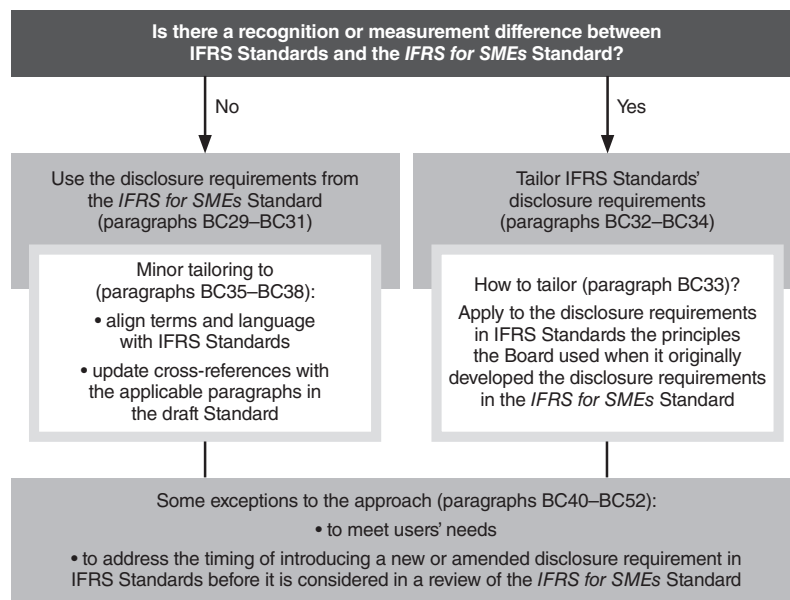 Is there a recognition or measurement difference between
IFRS Standards and the IFRS for SMEs Standard?
No
Yes
Use the disclosure requirements from
the IFRS for SMEs Standard
(paragraphs BC29–BC31)
Minor tailoring to
(paragraphs BC35–BC38):
• align terms and language
with IFRS Standards
• update cross-references with
the applicable paragraphs in
the draft Standard
Tailor IFRS Standards’
disclosure requirements
(paragraphs BC32–BC34)
How to tailor (paragraph BC33)?
Apply to the disclosure requirements
in IFRS Standards the principles
the Board used when it originally
developed the disclosure requirements
in the IFRS for SMEs Standard
Some exceptions to the approach (paragraphs BC40–BC52):
• to meet users’ needs
• to address the timing of introducing a new or amended disclosure requirement in
IFRS Standards before it is considered in a review of the IFRS for SMEs Standard